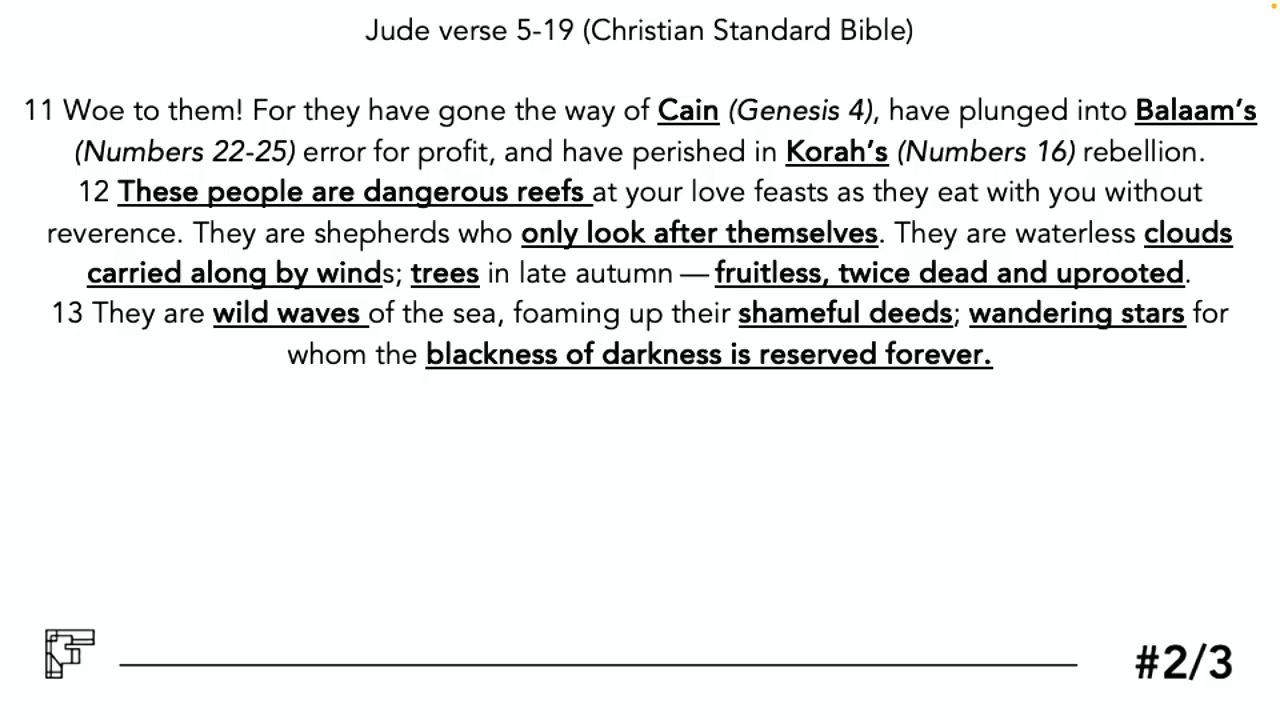 Jude verse 5-19 (Christian Standard Bible)
11 Woe to them! For they have gone the way of Cain (Genesis 4), have plunged into Balaam’s
(Numbers 22-25) error for profit, and have perished in Korah’s (Numbers 16) rebellion.
12 These people are dangerous reefs at your love feasts as they eat with you without
reverence. They are shepherds who only look after themselves. They are waterless clouds
carried along by winds; trees in late autumn — fruitless, twice dead and uprooted.
13 They are wild waves of the sea, foaming up their shameful deeds; wandering stars for
whom the blackness of darkness is reserved forever.
#2/3